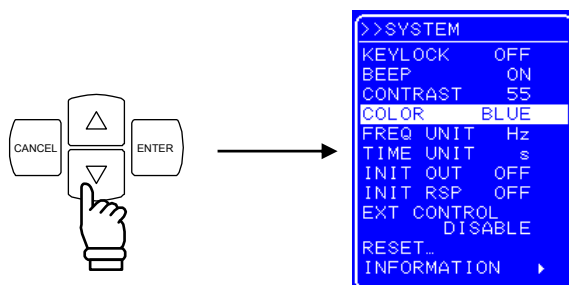 CANCEL
ENTER
>>SYSTEM
KEYLOCK OFF
BEEP ON
CONTRAST 55
COLOR BLUE
FREQ UNIT Hz
TIME UNIT s
INIT OUT OFF
INIT RSP OFF
EXT CONTROL
DISABLE
RESET…
INFORMATION